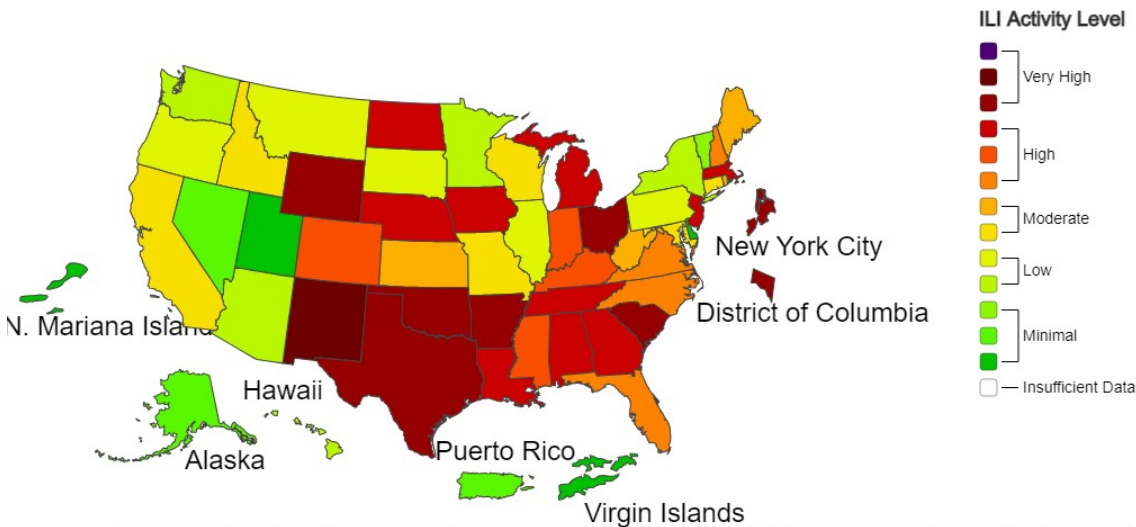 ILI Activity Level
Very High
High
Moderate
Low
Minimal
Insufficient Data
New York City
District of Columbia
N. Mariana Island
Hawaii
Alaska
Puerto Rico
Virgin Islands